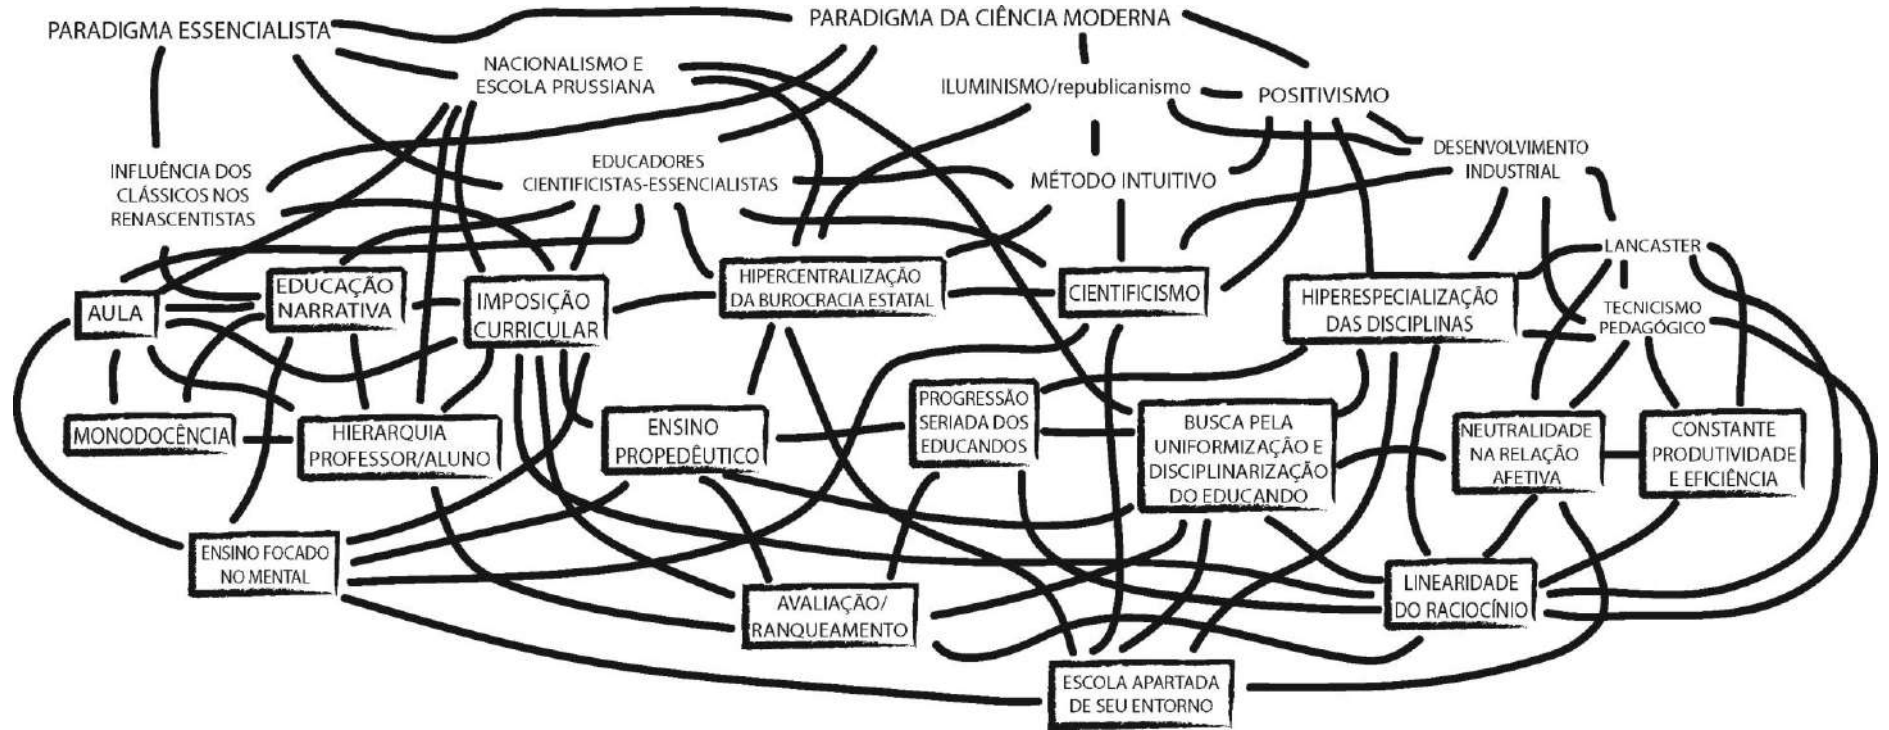 PARADIGMA ESSENCIALISTA
PARADIGMA DA CIÊNCIA MODERNA
NACIONALISMO E
ESCOLA PRUSSIANA
ILUMINISMO/republicanismo
POSITIVISMO
INFLUÊNCIA DOS
CLÁSSICOS NOS
RENASCENTISTAS
EDUCADORES
CIENTIFICISTAS-ESSENCIALISTAS
MÉTODO INTUITIVO
DESENVOLVIMENTO
INDUSTRIAL
LANCASTER
AULA
EDUCAÇÃO
NARRATIVA
IMPOSIÇÃO
CURRICULAR
HIPERCENTRALIZAÇÃO
DA BUROCRACIA ESTATAL
CIENTIFICISMO
HIPERESPECIALIZAÇÃO
DAS DISCIPLINAS
TECNICISMO
PEDAGÓGICO
MONODOCÊNCIA
HIERARQUIA
PROFESSOR/ALUNO
ENSINO
PROPEDÊUTICO
PROGRESSÃO
SERIADA DOS
EDUCANDOS
BUSCA PELA
UNIFORMIZAÇÃO E
DISCIPLINARIZAÇÃO
DO EDUCANDO
NEUTRALIDADE
NA RELAÇÃO
AFETIVA
CONSTANTE
PRODUTIVIDADE
E EFICIÊNCIA
ENSINO FOCADO
NO MENTAL
AVALIAÇÃO/
RANQUEAMENTO
LINEARIDADE
DO RACIOCÍNIO
ESCOLA APARTADA
DE SEU ENTORNO